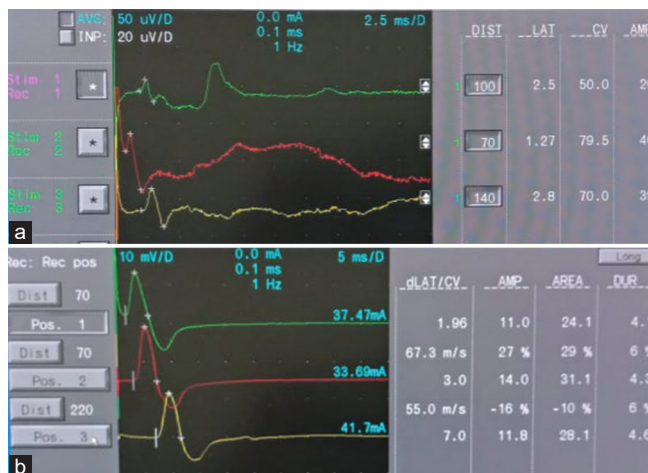 AVG: 50 uV/D 0.0 mA 2.5 ms/D
INP: 20 uV/D 0.1 ms
1 Hz
DIST LAT CV
Stim 1
Rec 1
* 1 100 2.5 50.0
Stim 2
Rec 2
* 1 70 1.27 79.5
Stim 3
Rec 3
* 1 140 2.8 70.0
a
10 mV/D 0.0 mA 5 ms/D
0.1 ms
1 Hz
Rec: Rec pos
Long
dLAT/CV AMP AREA DUR
Dist 70
Pos. 1 37.47mA 1.96 11.0 24.1
Dist 70 67.3 m/s 27 % 29 % 6
Pos. 2 33.69mA 3.0 14.0 31.1
Dist 220 55.0 m/s -16 % -10 % 6
Pos. 3 41.7mA 7.0 11.8 28.1
b